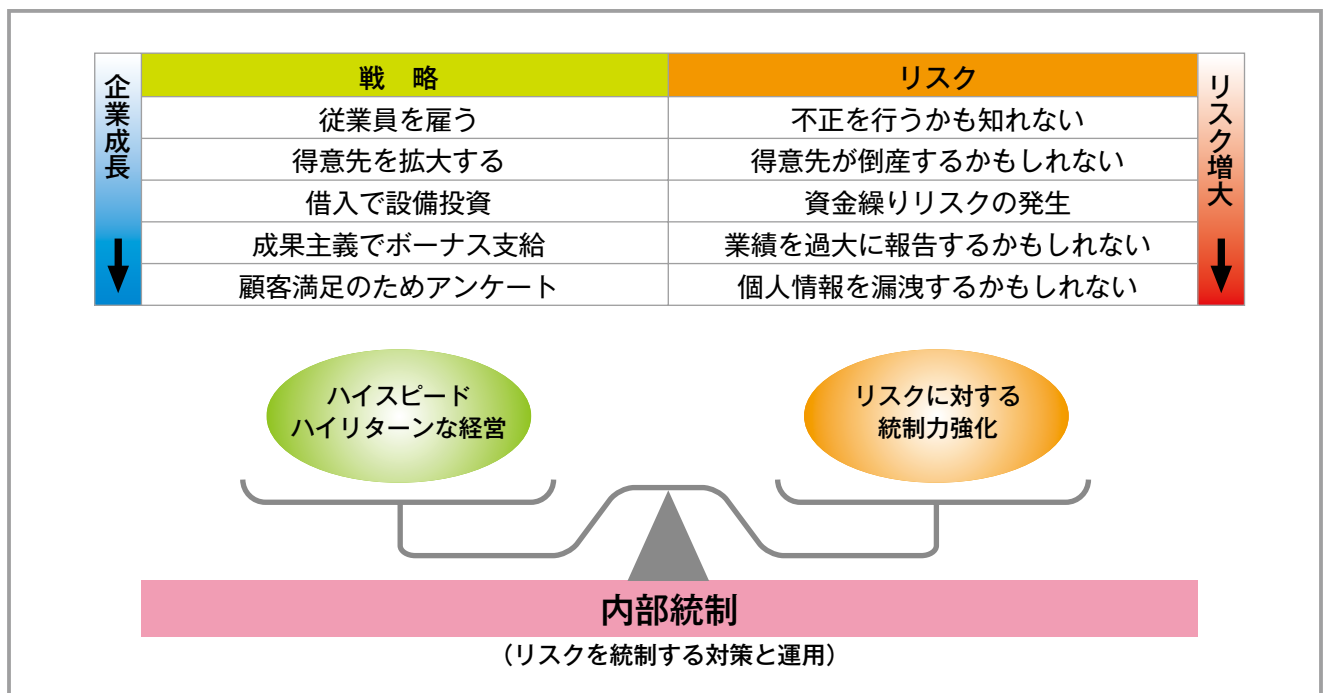 企業成長
戦　略
リスク
リスク増大
従業員を雇う
不正を行うかも知れない
得意先を拡大する
得意先が倒産するかもしれない
借入で設備投資
資金繰りリスクの発生
成果主義でボーナス支給
業績を過大に報告するかもしれない
顧客満足のためアンケート
個人情報を漏洩するかもしれない
ハイスピード
ハイリターンな経営
リスクに対する
統制力強化
内部統制
（リスクを統制する対策と運用）